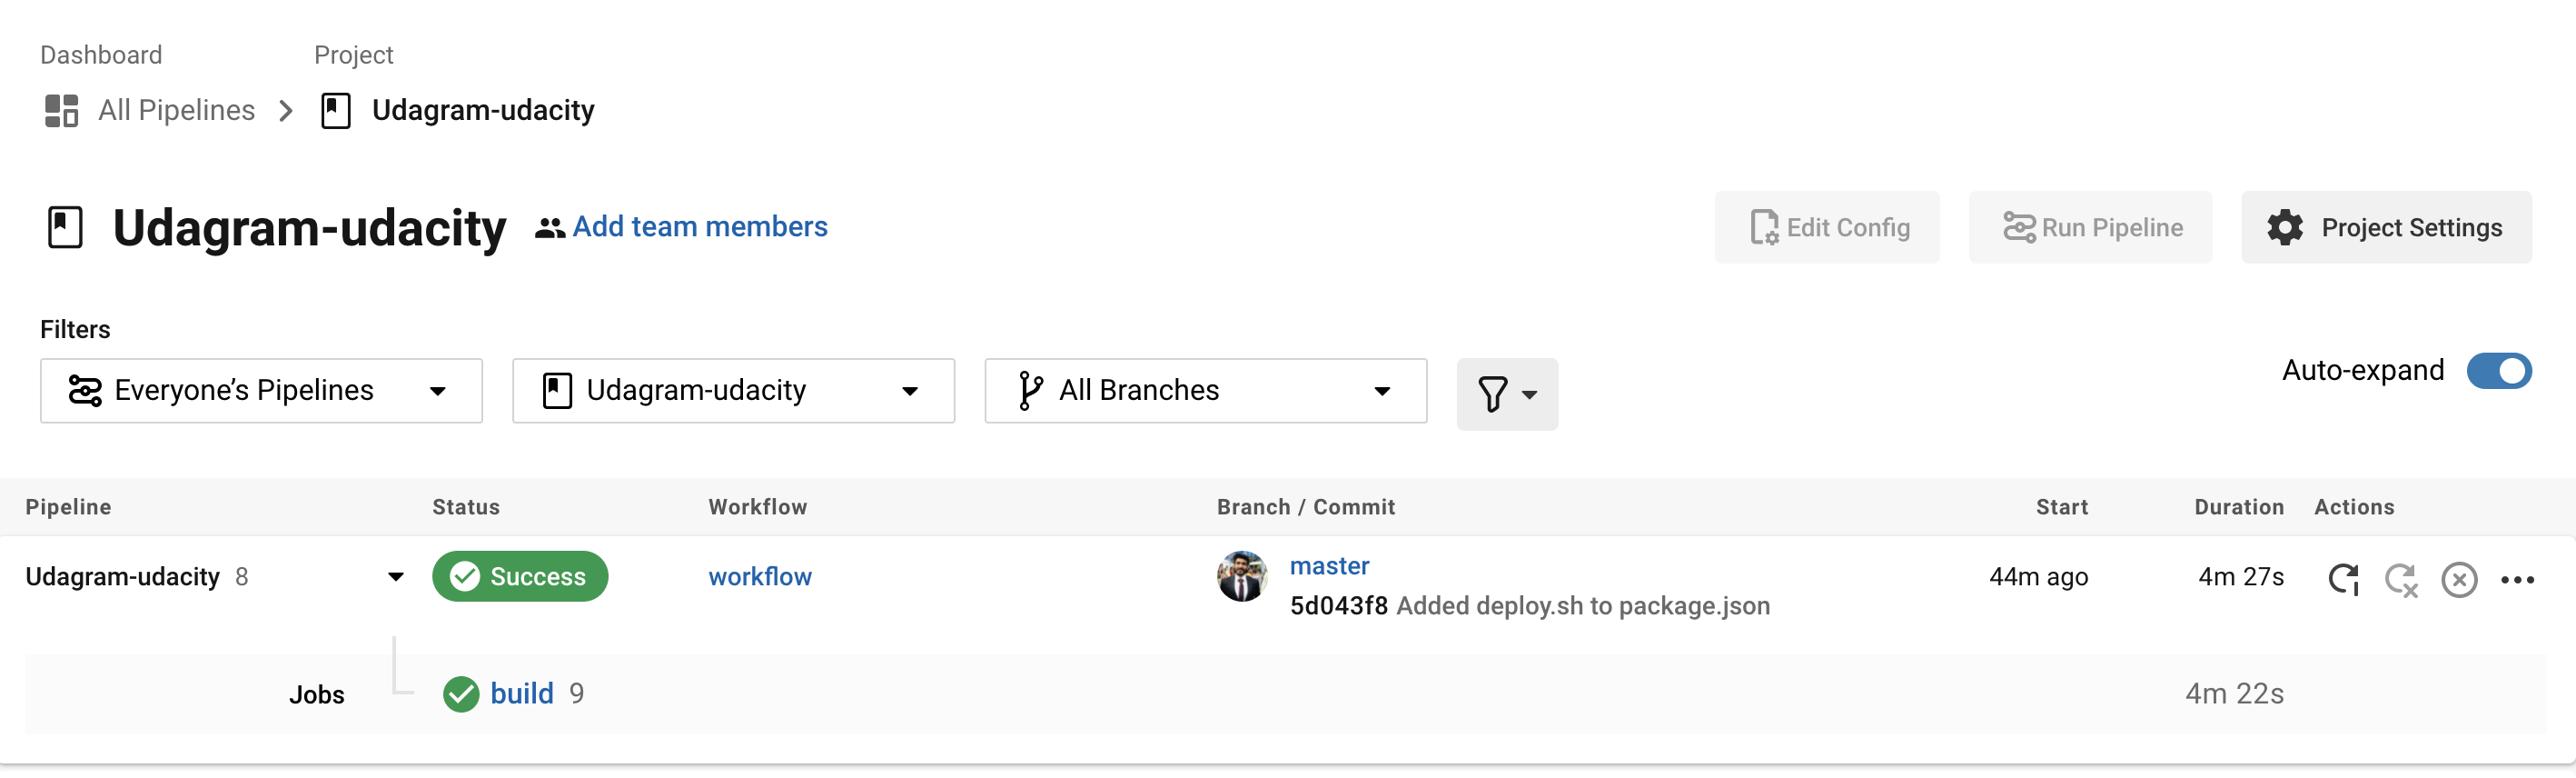 Dashboard Project
All Pipelines Udagram-udacity
Udagram-udacity Add team members Edit Config Run Pipeline Project Settings
Filters
Everyone’s Pipelines Udagram-udacity All Branches Auto-expand
Pipeline Status Workflow Branch / Commit Start Duration Actions
Udagram-udacity 8 Success workflow master 44m ago 4m 27s
5d043f8 Added deploy.sh to package.json
Jobs build 9 4m 22s